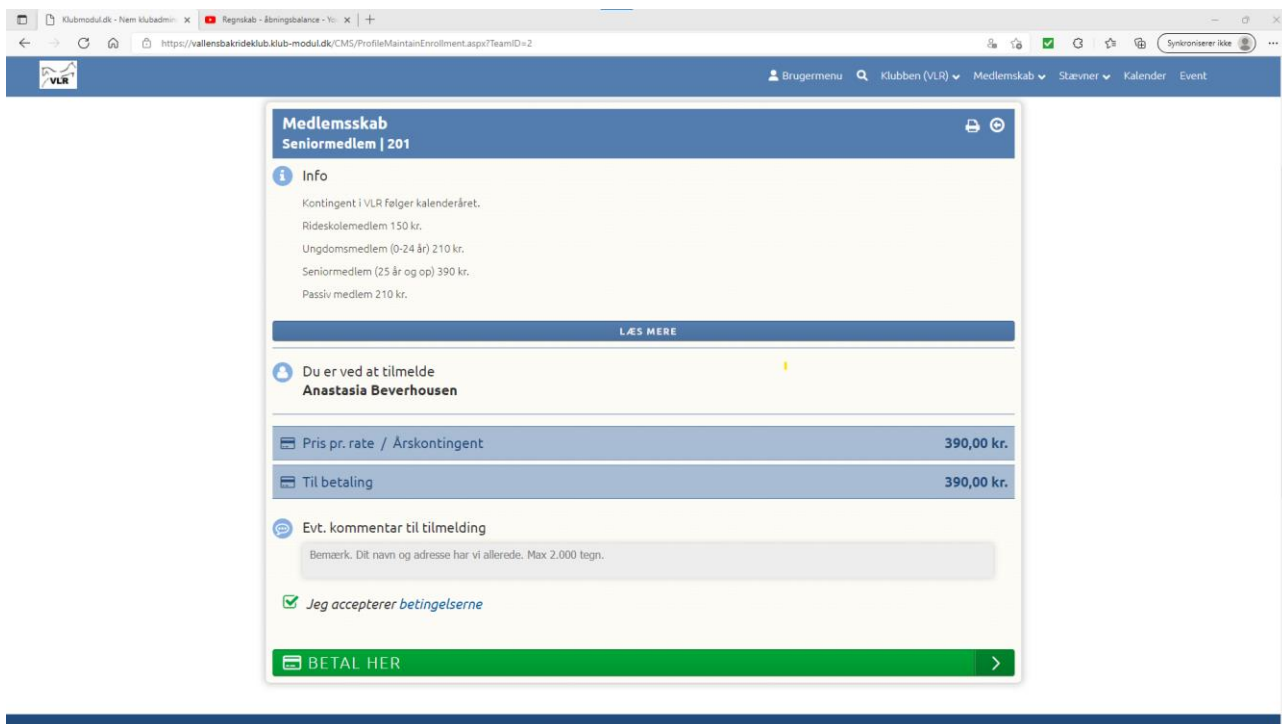 Klubmodul.dk - Nem klubadmin
Regnskab - åbningsbalance - Yo
https://vallensbakrideklub.klub-modul.dk/CMS/ProfileMaintainEnrollment.aspx?TeamID=2
Synkroniserer ikke
VLR
Brugermenu Klubben (VLR) Medlemskab Stævner Kalender Event
Medlemsskab
Seniormedlem | 201
Info
Kontingent i VLR følger kalenderåret.
Rideskolemedlem 150 kr.
Ungdomsmedlem (0-24 år) 210 kr.
Seniormedlem (25 år og op) 390 kr.
Passiv medlem 210 kr.
LÆS MERE
Du er ved at tilmelde
Anastasia Beverhousen
Pris pr. rate / Årskontingent 390,00 kr.
Til betaling 390,00 kr.
Evt. kommentar til tilmelding
Bemærk. Dit navn og adresse har vi allerede. Max 2.000 tegn.
Jeg accepterer betingelserne
BETAL HER